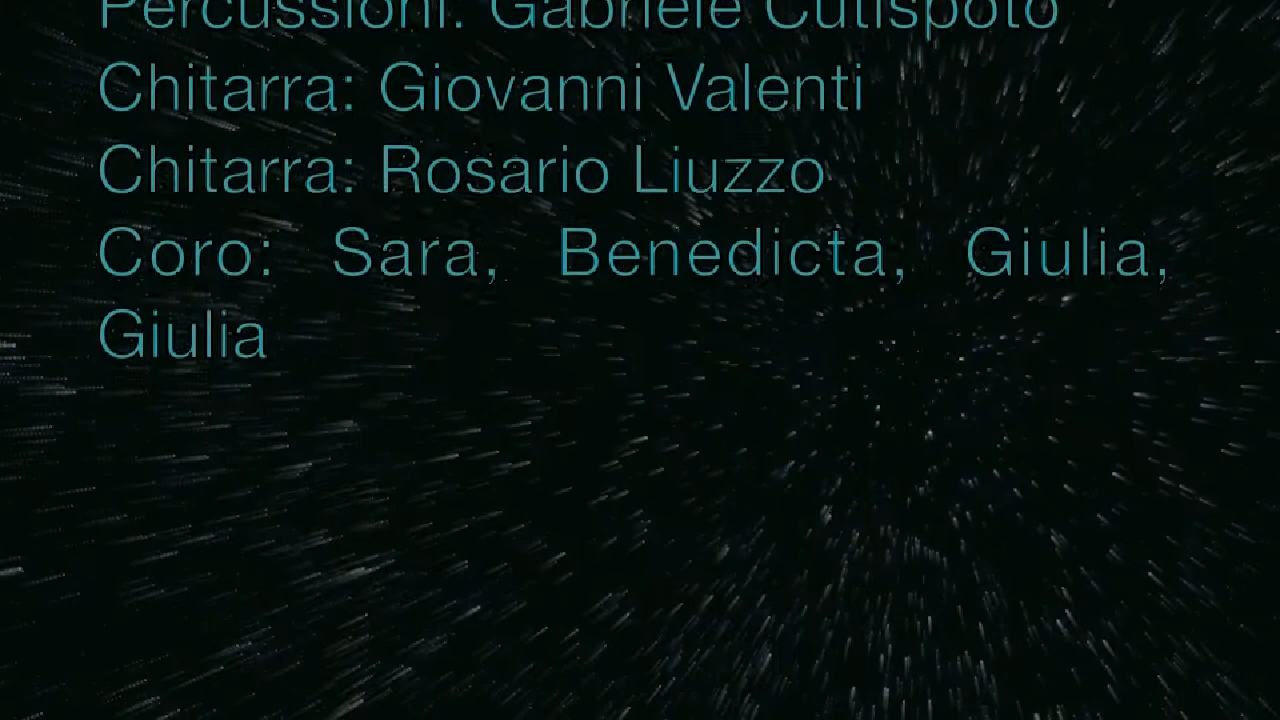 Percussioni: Gabriele Cutispoto
Chitarra: Giovanni Valenti
Chitarra: Rosario Liuzzo
Coro: Sara, Benedicta, Giulia,
Giulia